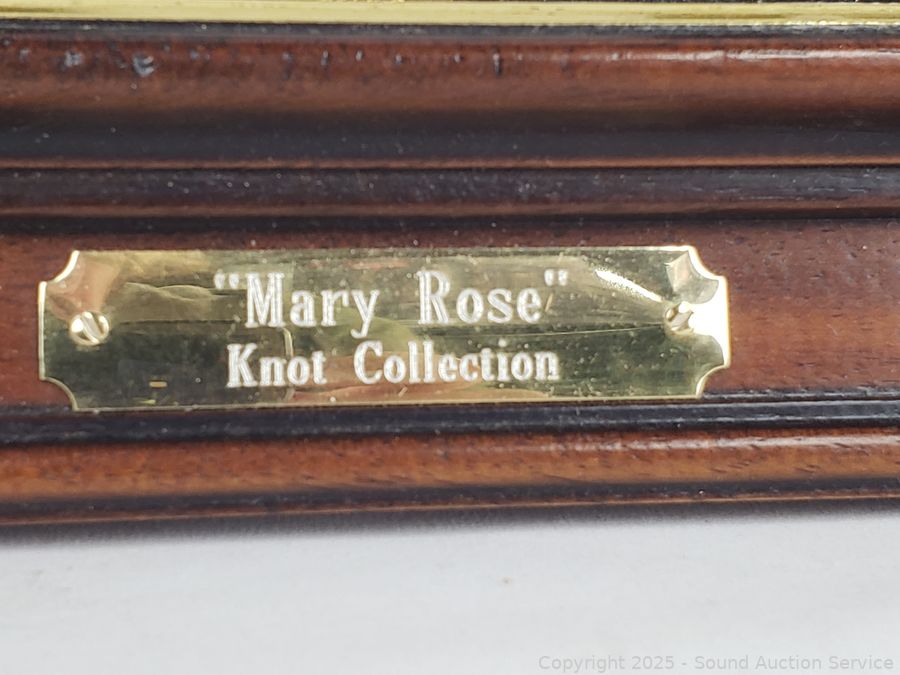 "Mary Rose"
Knot Collection
Copyright 2025 - Sound Auction Service